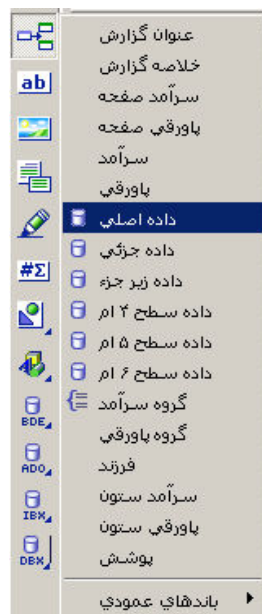 عنوان گزارش
خلاصه گزارش
سرآمد صفحه
پاورقي صفحه
سرآمد
پاورقي
داده اصلي
داده جزئي
داده زير جزء
داده سطح ۴ ام
داده سطح ۵ ام
داده سطح ۶ ام
گروه سرآمد
گروه پاورقي
فرزند
سرآمد ستون
پاورقي ستون
پوشش
باندهاي عمودي
ab
#Σ
BDE
ADO
IBX
DBX